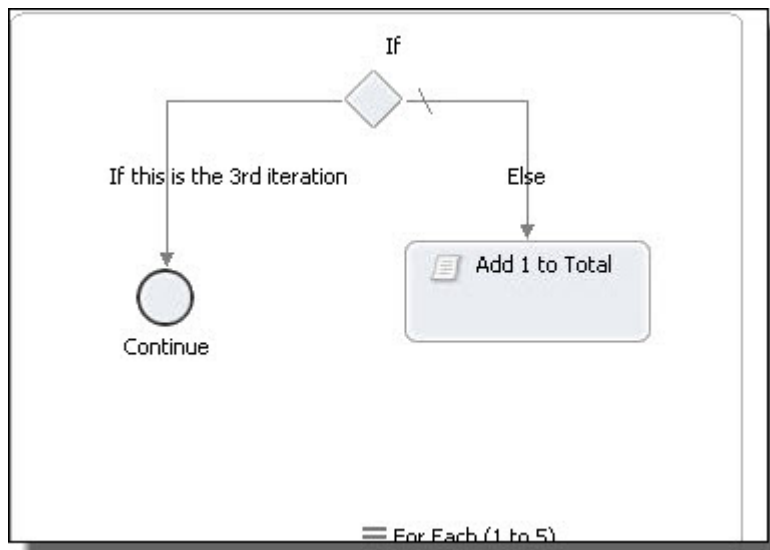 If
If this is the 3rd iteration
Else
Add 1 to Total
Continue
For Each (1 to 5)